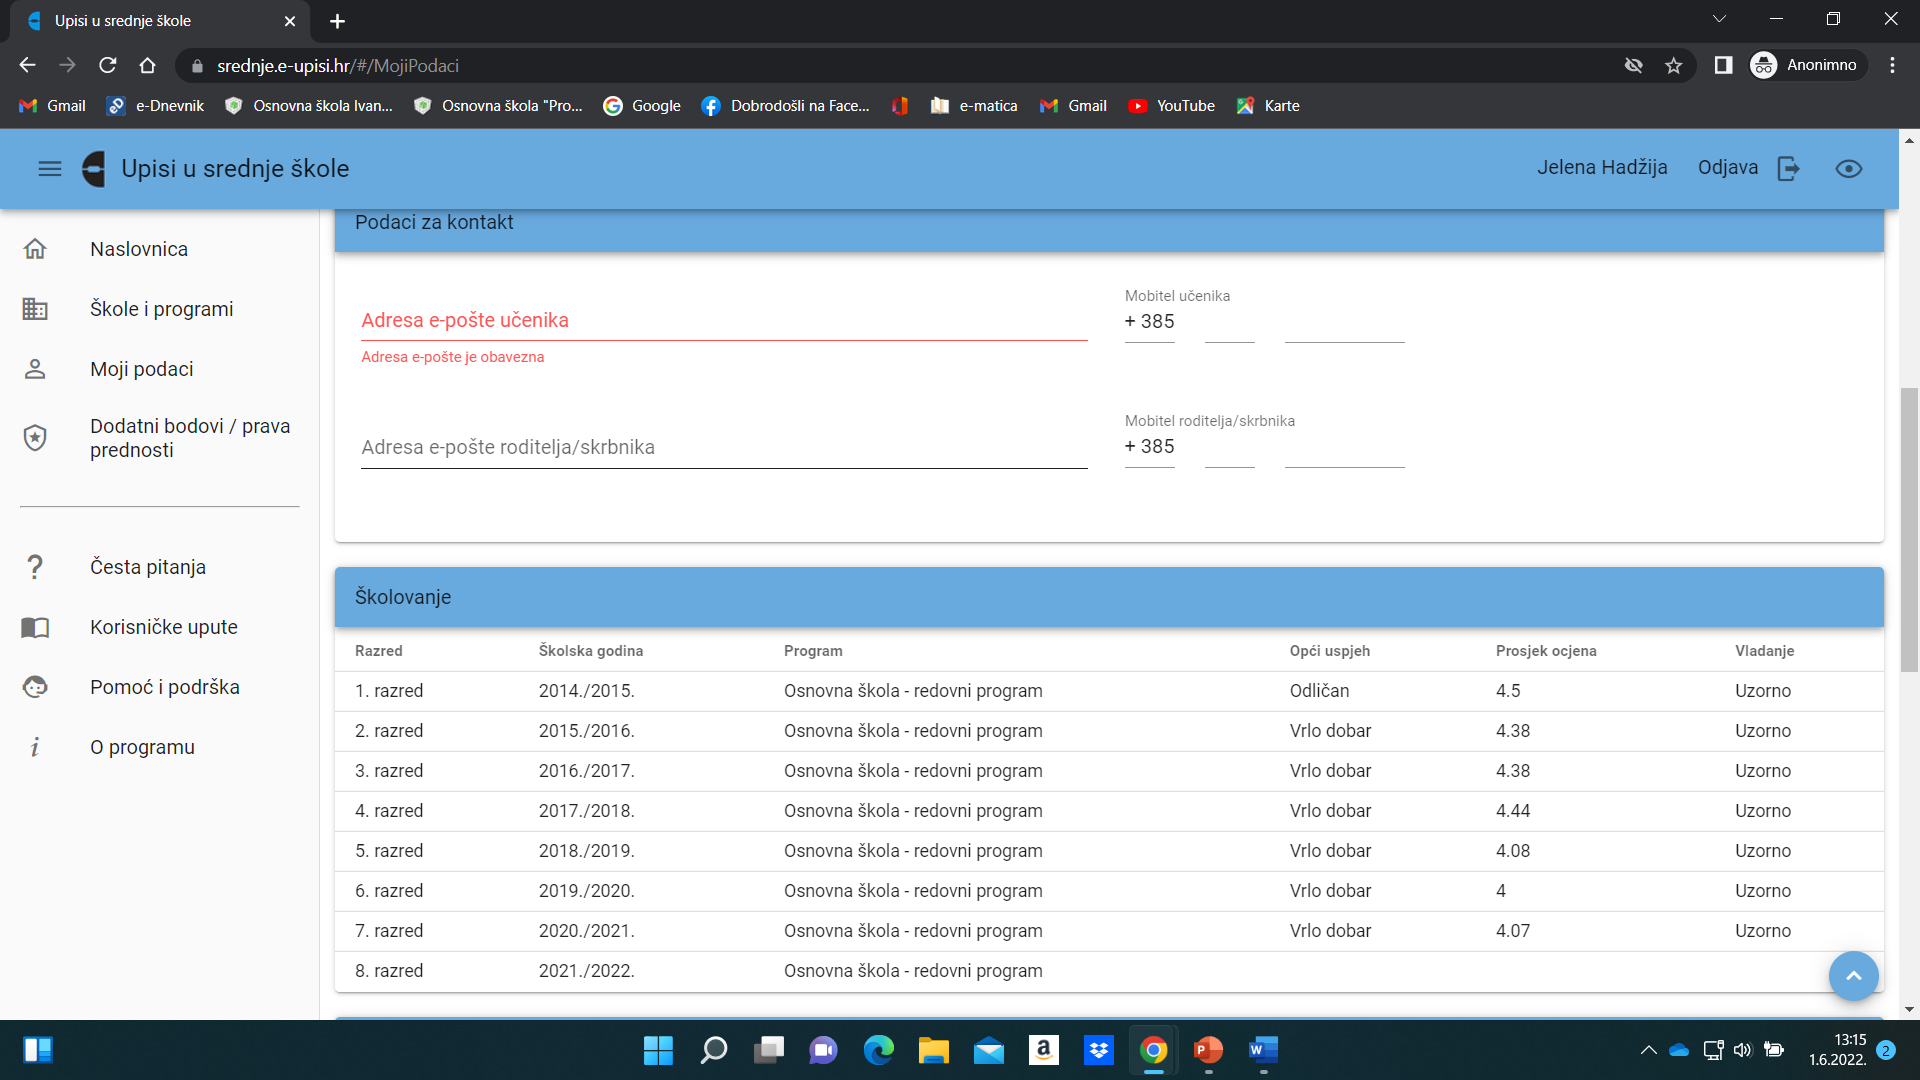 Upisi u srednje škole
srednje.e-upisi.hr/#/MojiPodaci
Anonimno
Gmail
e-Dnevnik
Osnovna škola Ivan...
Osnovna škola "Pro...
Google
Dobrodošli na Face...
e-matica
Gmail
YouTube
Karte
Upisi u srednje škole
Jelena Hadžija
Odjava
Naslovnica
Škole i programi
Moji podaci
Dodatni bodovi / prava
prednosti
Česta pitanja
Korisničke upute
Pomoć i podrška
O programu
Podaci za kontakt
Adresa e-pošte učenika
Adresa e-pošte je obavezna
Mobitel učenika
+ 385
Adresa e-pošte roditelja/skrbnika
Mobitel roditelja/skrbnika
+ 385
Školovanje
Razred Školska godina Program Opći uspjeh Prosjek ocjena Vladanje
1. razred 2014./2015. Osnovna škola - redovni program Odličan 4.5 Uzorno
2. razred 2015./2016. Osnovna škola - redovni program Vrlo dobar 4.38 Uzorno
3. razred 2016./2017. Osnovna škola - redovni program Vrlo dobar 4.38 Uzorno
4. razred 2017./2018. Osnovna škola - redovni program Vrlo dobar 4.44 Uzorno
5. razred 2018./2019. Osnovna škola - redovni program Vrlo dobar 4.08 Uzorno
6. razred 2019./2020. Osnovna škola - redovni program Vrlo dobar 4 Uzorno
7. razred 2020./2021. Osnovna škola - redovni program Vrlo dobar 4.07 Uzorno
8. razred 2021./2022. Osnovna škola - redovni program
13:15
1.6.2022.
2